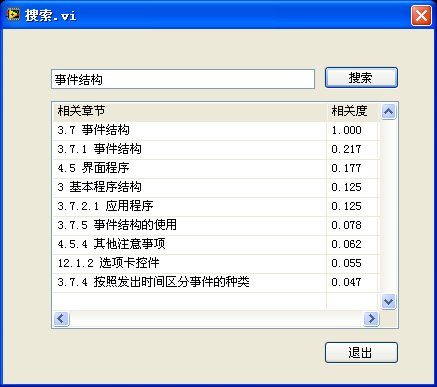 搜索.vi
事件结构 搜索
相关章节 相关度
3.7 事件结构 1.000
3.7.1 事件结构 0.217
4.5 界面程序 0.177
3 基本程序结构 0.125
3.7.2.1 应用程序 0.125
3.7.5 事件结构的使用 0.078
4.5.4 其他注意事项 0.062
12.1.2 选项卡控件 0.055
3.7.4 按照发出时间区分事件的种类 0.047
退出